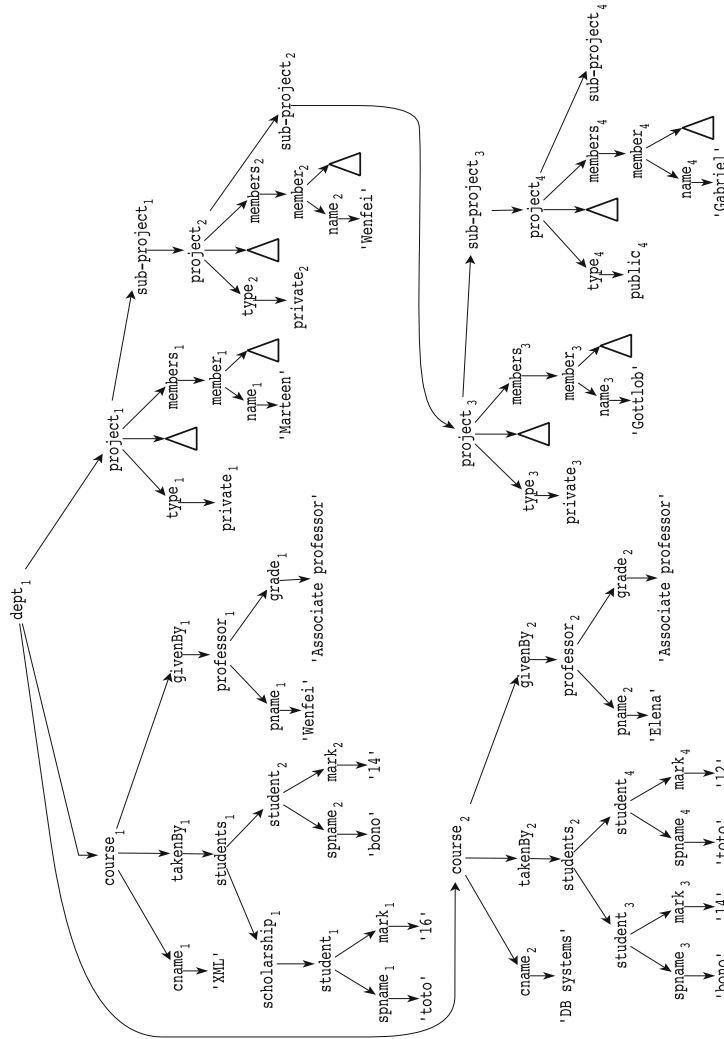 dept1
course1
project1
cname1
takenBy1
givenBy1
type1
members1
sub-project1
'XML'
students1
professor1
private1
member1
project2
scholarship1
student2
pname1
grade1
name1
type2
members2
sub-project2
student1
spname2
mark2
'Wenfei'
'Associate professor'
'Marteen'
private2
member2
spname1
mark1
'bono'
'14'
name2
'toto'
'16'
'Wenfei'
course2
project3
sub-project3
cname2
takenBy2
givenBy2
type3
members3
project4
'DB systems'
students2
professor2
private3
member3
type4
members4
sub-project4
student3
student4
pname2
grade2
name3
public4
member4
spname3
mark3
spname4
mark4
'Elena'
'Associate professor'
'Gottlob'
name4
'bono'
'14'
'toto'
'12'
'Gabriel'